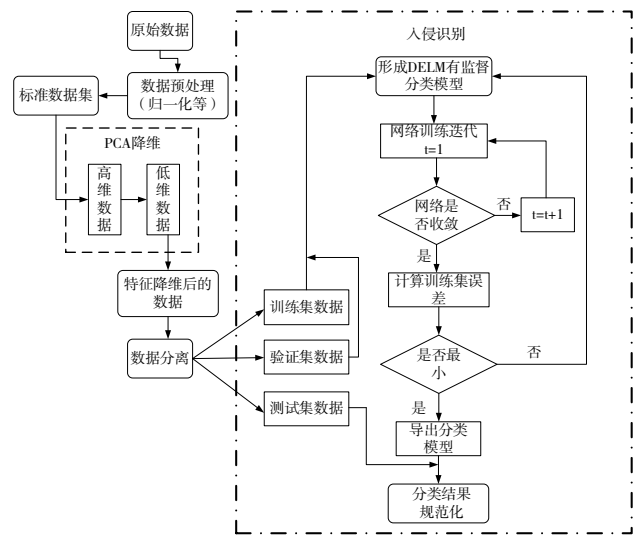 原始数据
数据预处理
（归一化等）
标准数据集
PCA降维
高
维
数
据
低
维
数
据
特征降维后的
数据
数据分离
入侵识别
形成DELM有监督
分类模型
网络训练迭代
t=1
网络是
否收敛
否
t=t+1
是
计算训练集误
差
训练集数据
验证集数据
测试集数据
是否最
小
否
是
导出分类
模型
分类结果
规范化